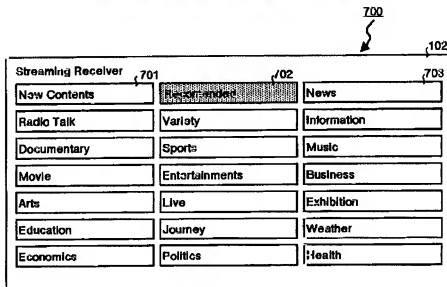 700
102
Streaming Receiver 701 702 703
New Contents Recommended News
Radio Talk Variety Information
Documentary Sports Music
Movie Entertainments Business
Arts Live Exhibition
Education Journey Weather
Economics Politics Health